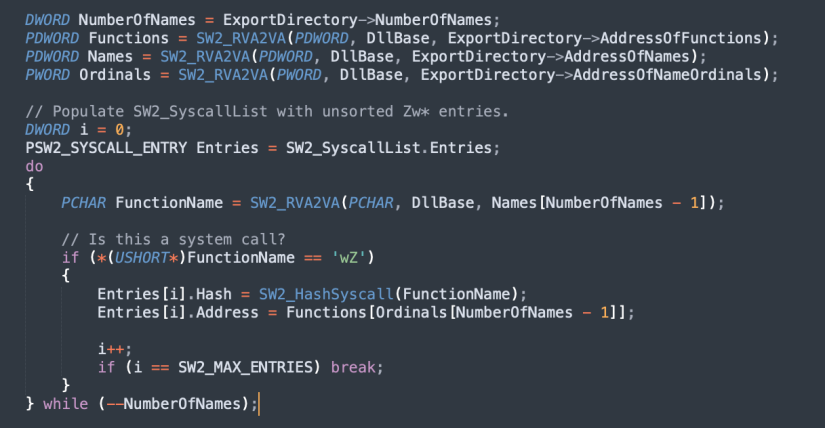 DWORD NumberOfNames = ExportDirectory->NumberOfNames;
PDWORD Functions = SW2_RVA2VA(PDWORD, DllBase, ExportDirectory->AddressOfFunctions);
PDWORD Names = SW2_RVA2VA(PDWORD, DllBase, ExportDirectory->AddressOfNames);
PWORD Ordinals = SW2_RVA2VA(PWORD, DllBase, ExportDirectory->AddressOfNameOrdinals);

// Populate SW2_SyscallList with unsorted Zw* entries.
DWORD i = 0;
PSW2_SYSCALL_ENTRY Entries = SW2_SyscallList.Entries;
do
{
    PCHAR FunctionName = SW2_RVA2VA(PCHAR, DllBase, Names[NumberOfNames - 1]);

    // Is this a system call?
    if (*(USHORT*)FunctionName == 'wZ')
    {
        Entries[i].Hash = SW2_HashSyscall(FunctionName);
        Entries[i].Address = Functions[Ordinals[NumberOfNames - 1]];

        i++;
        if (i == SW2_MAX_ENTRIES) break;
    }
} while (--NumberOfNames);